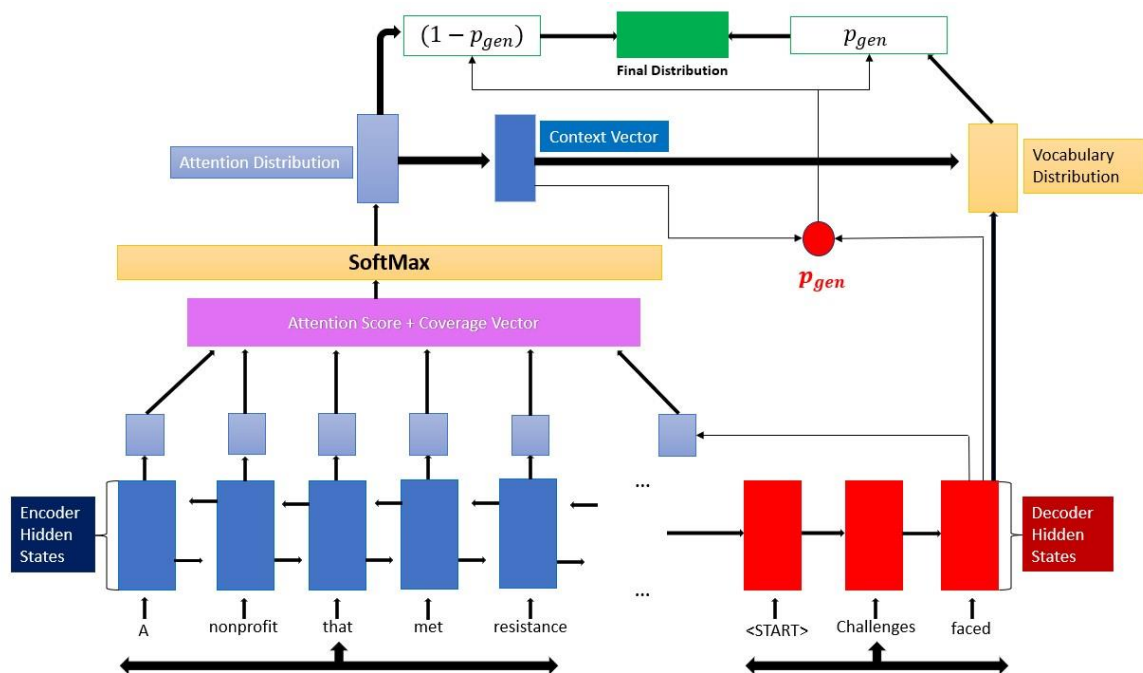 (1 − p_gen)
p_gen
Final Distribution
Attention Distribution
Context Vector
Vocabulary
Distribution
SoftMax
p_gen
Attention Score + Coverage Vector
Encoder
Hidden
States
...
...
Decoder
Hidden
States
A
nonprofit
that
met
resistance
<START>
Challenges
faced